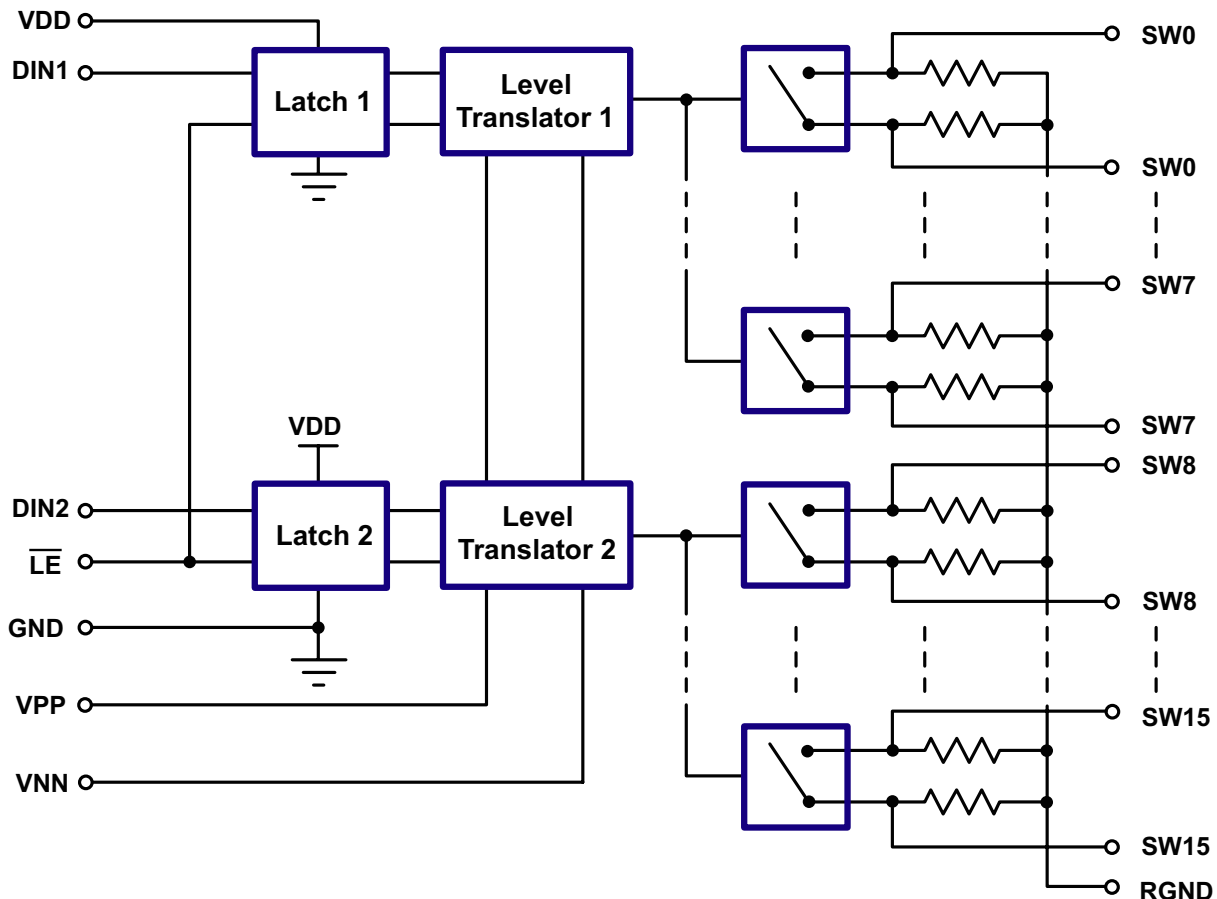 VDD
DIN1
Latch 1
Level
Translator 1
SW0
SW0
SW7
SW7
VDD
DIN2
LE
GND
VPP
VNN
Latch 2
Level
Translator 2
SW8
SW8
SW15
SW15
RGND